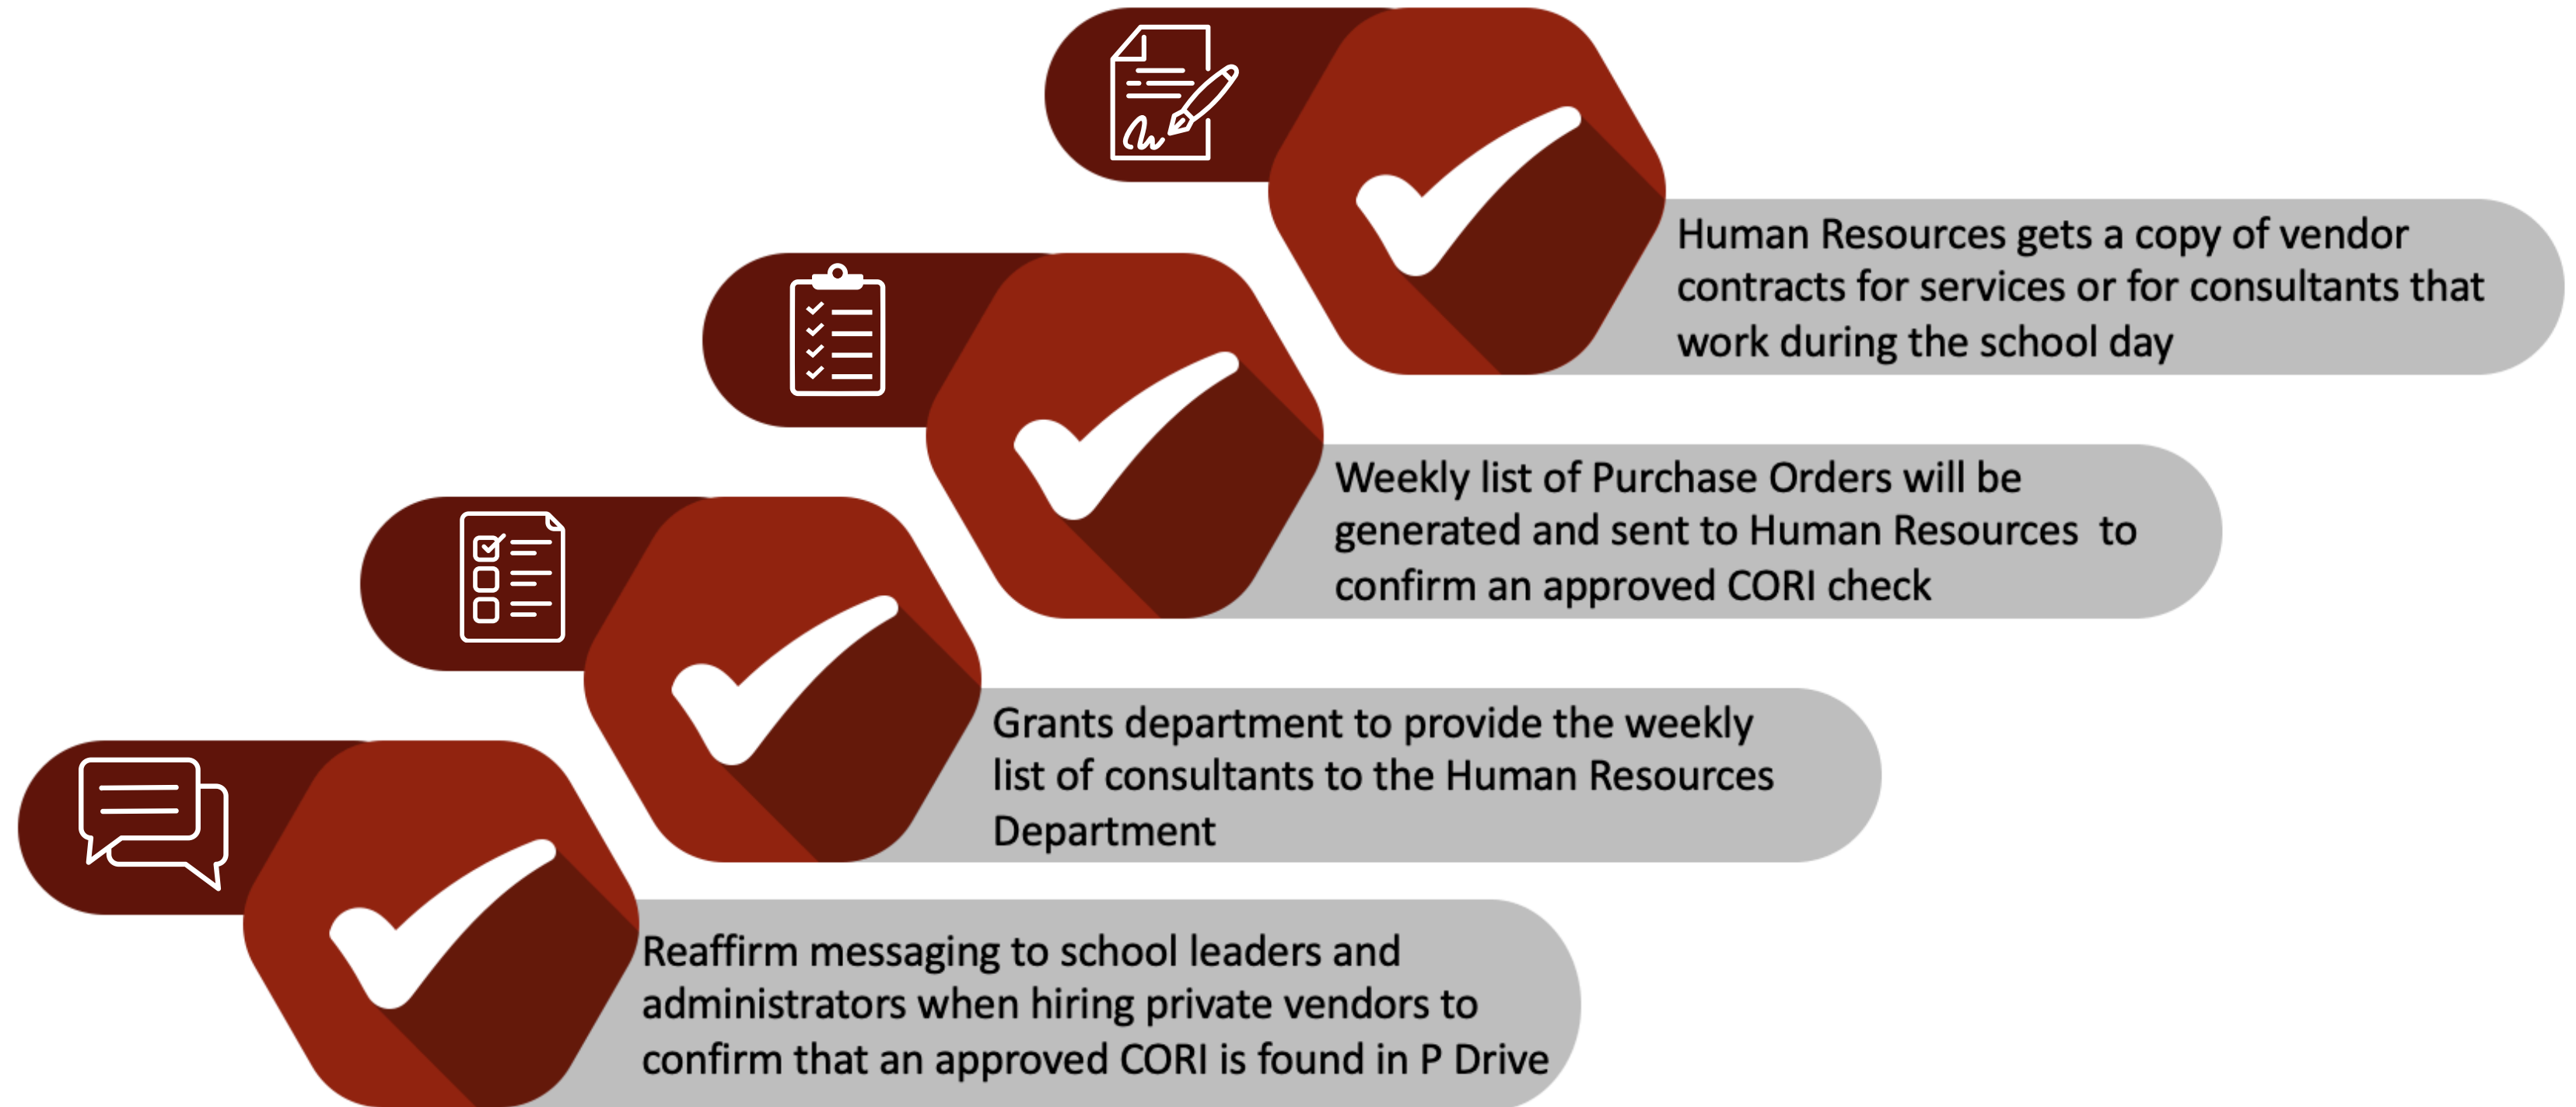 Human Resources gets a copy of vendor
contracts for services or for consultants that
work during the school day
Weekly list of Purchase Orders will be
generated and sent to Human Resources  to
confirm an approved CORI check
Grants department to provide the weekly
list of consultants to the Human Resources
Department
Reaffirm messaging to school leaders and
administrators when hiring private vendors to
confirm that an approved CORI is found in P Drive